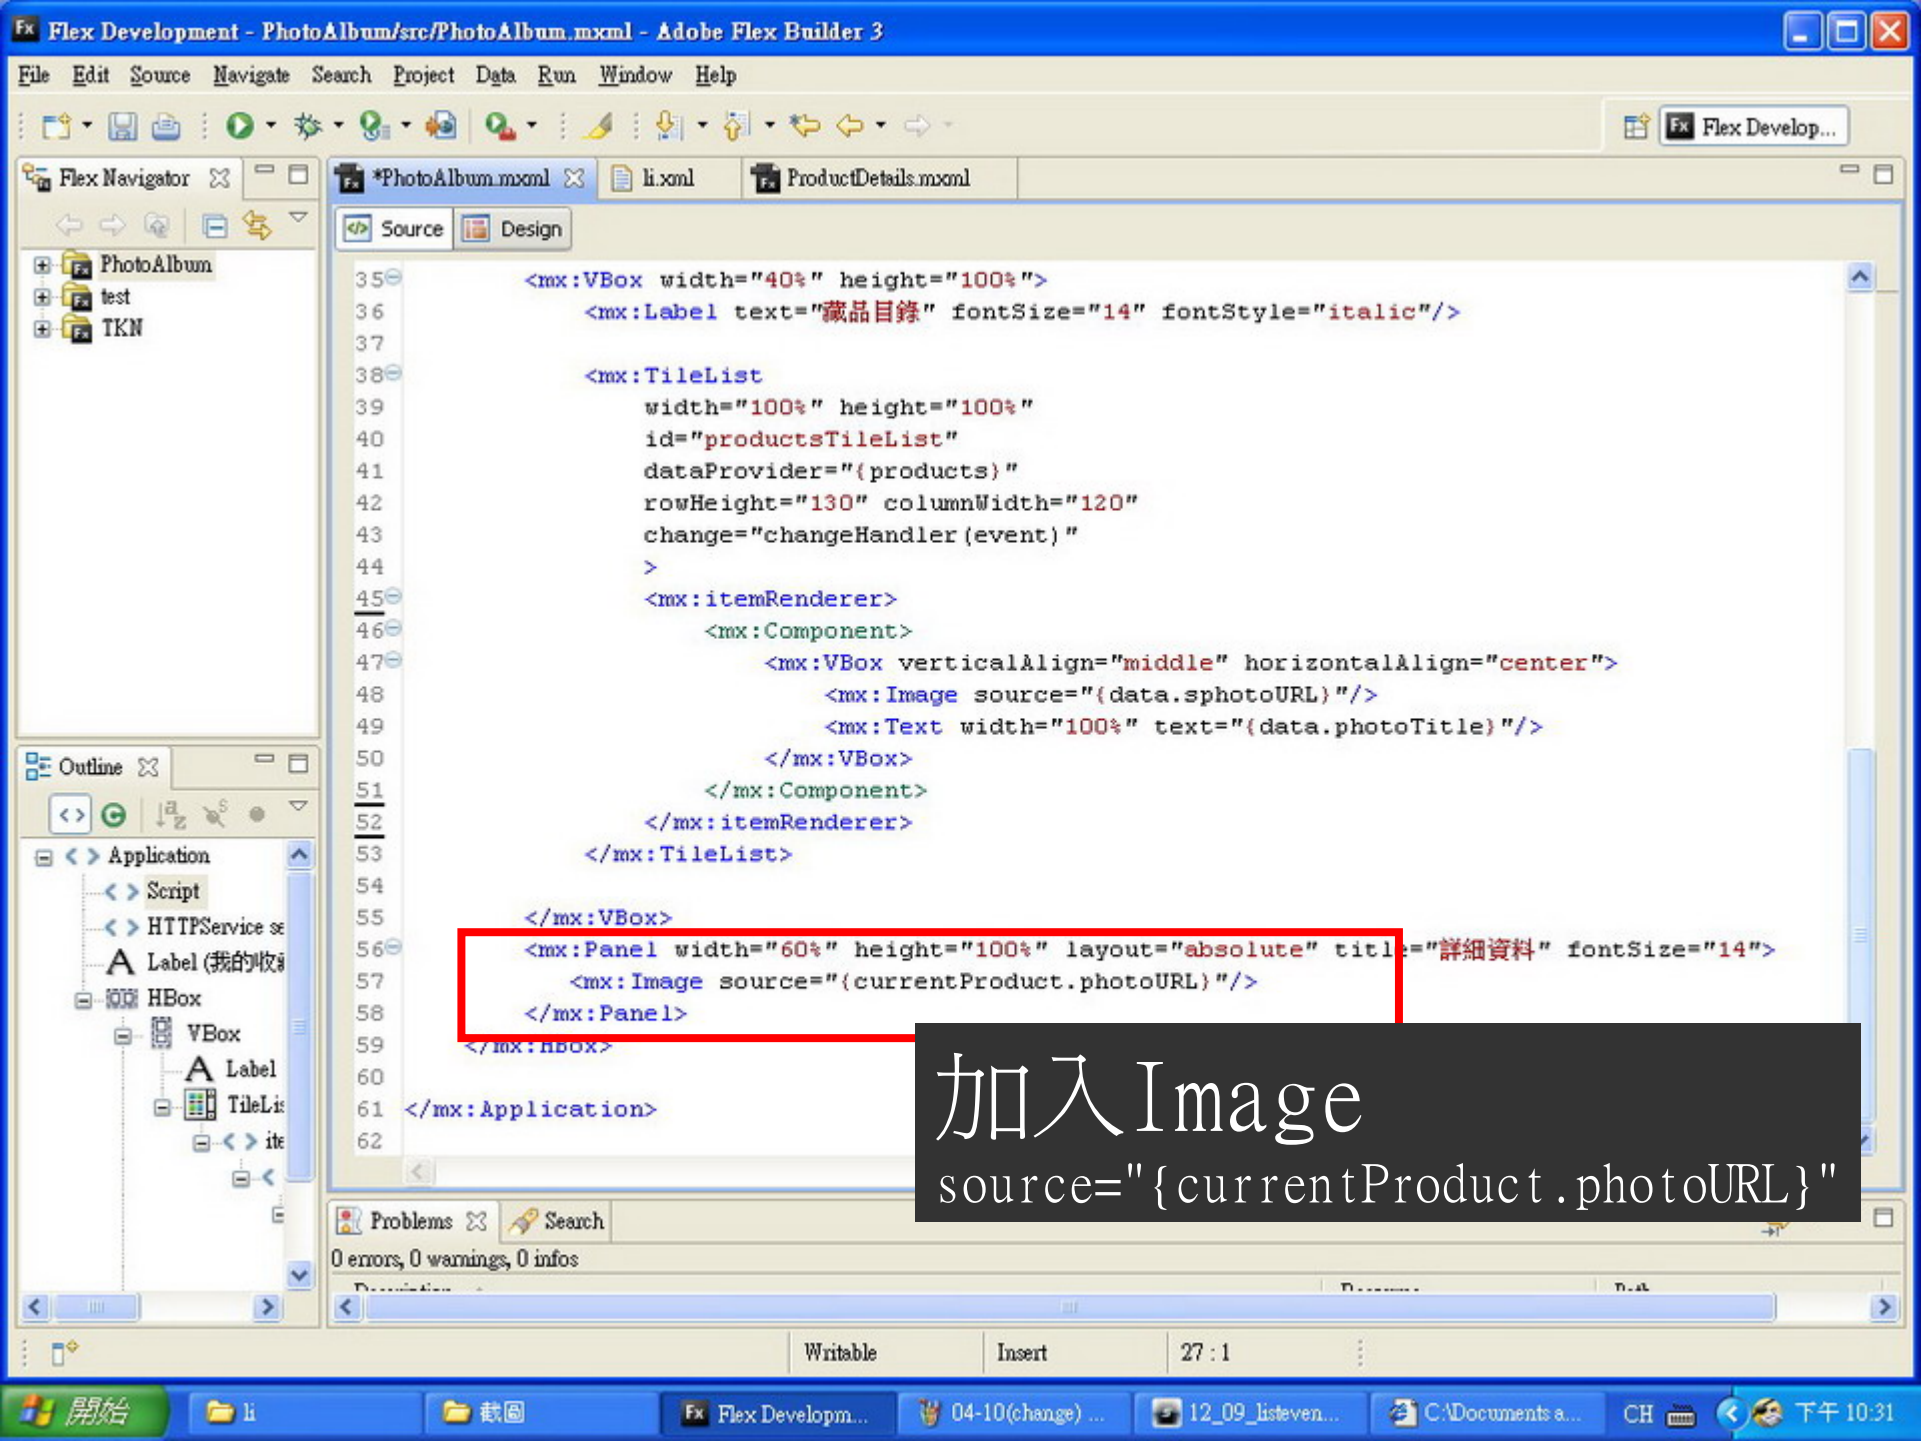 Flex Development - PhotoAlbum/src/PhotoAlbum.mxml - Adobe Flex Builder 3
File Edit Source Navigate Search Project Data Run Window Help
Flex Develop...
Flex Navigator
*PhotoAlbum.mxml li.xml ProductDetails.mxml
Source Design
PhotoAlbum
test
TKN
35 <mx:VBox width="40%" height="100%">
36 <mx:Label text="藏品目錄" fontSize="14" fontStyle="italic"/>
37
38 <mx:TileList
39 width="100%" height="100%"
40 id="productsTileList"
41 dataProvider="{products}"
42 rowHeight="130" columnWidth="120"
43 change="changeHandler(event)"
44 >
45 <mx:itemRenderer>
46 <mx:Component>
47 <mx:VBox verticalAlign="middle" horizontalAlign="center">
48 <mx:Image source="{data.sphotoURL}"/>
49 <mx:Text width="100%" text="{data.photoTitle}"/>
50 </mx:VBox>
51 </mx:Component>
52 </mx:itemRenderer>
53 </mx:TileList>
54
55 </mx:VBox>
56 <mx:Panel width="60%" height="100%" layout="absolute" title="詳細資料" fontSize="14">
57 <mx:Image source="{currentProduct.photoURL}"/>
58 </mx:Panel>
59 </mx:HBox>
60
61 </mx:Application>
62
Outline
Application
Script
HTTPService se
Label (我的收
HBox
VBox
Label
TileLis
ite
加入Image
source="{currentProduct.photoURL}"
Problems Search
0 errors, 0 warnings, 0 infos
Writable Insert 27 : 1
開始 li 截圖 Flex Developm... 04-10(change) ... 12_09_listeven... C:\Documents a... CH 下午 10:31